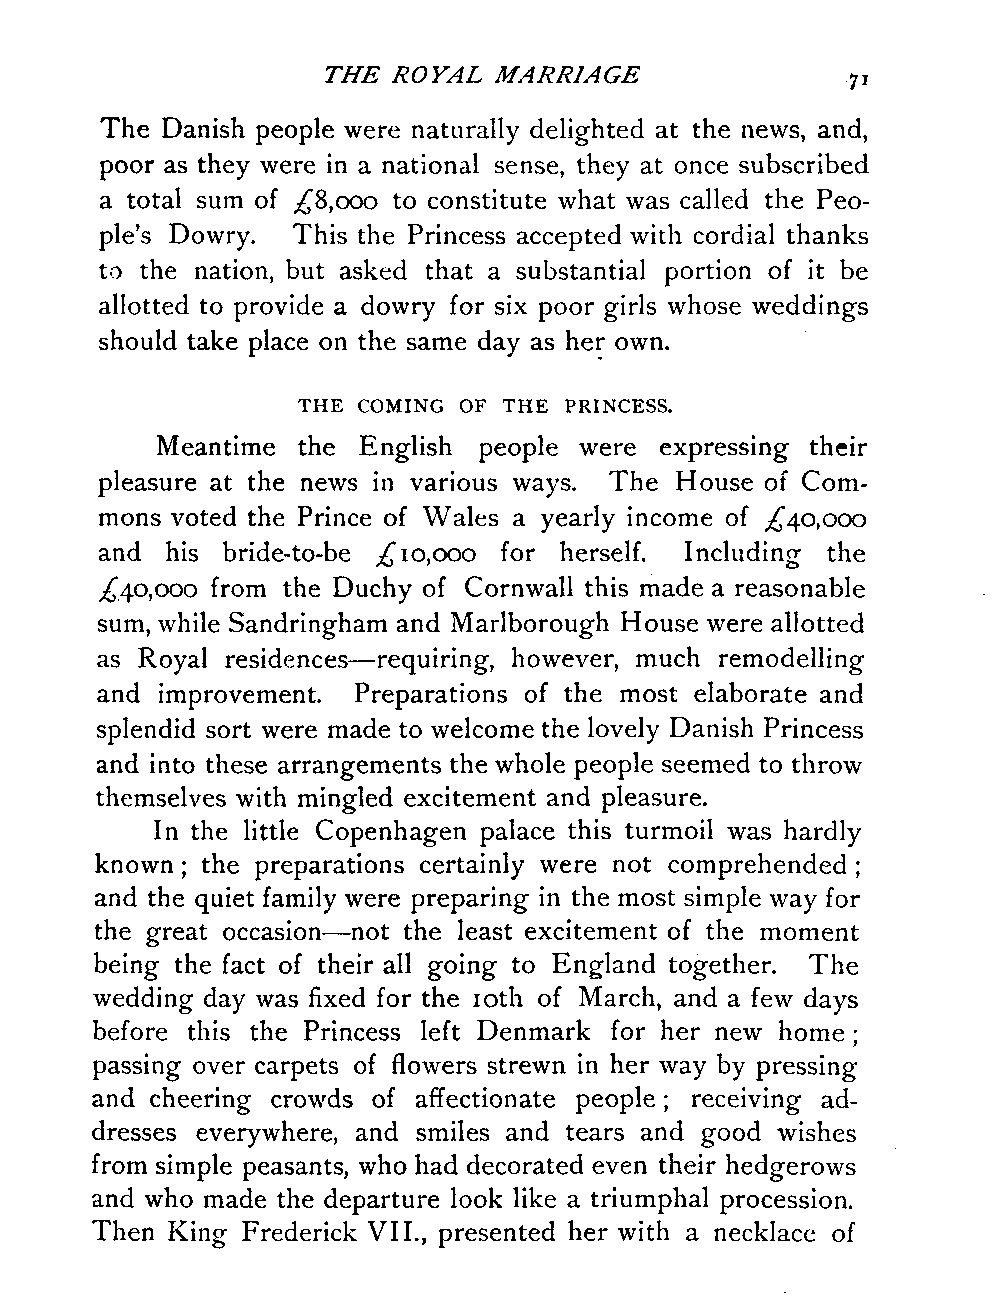 THE ROYAL MARRIAGE 71
The Danish people were naturally delighted at the news, and,
poor as they were in a national sense, they at once subscribed
a total sum of £8,000 to constitute what was called the Peo-
ple's Dowry. This the Princess accepted with cordial thanks
to the nation, but asked that a substantial portion of it be
allotted to provide a dowry for six poor girls whose weddings
should take place on the same day as her own.
THE COMING OF THE PRINCESS.
Meantime the English people were expressing their
pleasure at the news in various ways. The House of Com-
mons voted the Prince of Wales a yearly income of £40,000
and his bride-to-be £10,000 for herself. Including the
£40,000 from the Duchy of Cornwall this made a reasonable
sum, while Sandringham and Marlborough House were allotted
as Royal residences—requiring, however, much remodelling
and improvement. Preparations of the most elaborate and
splendid sort were made to welcome the lovely Danish Princess
and into these arrangements the whole people seemed to throw
themselves with mingled excitement and pleasure.
In the little Copenhagen palace this turmoil was hardly
known; the preparations certainly were not comprehended;
and the quiet family were preparing in the most simple way for
the great occasion—not the least excitement of the moment
being the fact of their all going to England together. The
wedding day was fixed for the 10th of March, and a few days
before this the Princess left Denmark for her new home;
passing over carpets of flowers strewn in her way by pressing
and cheering crowds of affectionate people; receiving ad-
dresses everywhere, and smiles and tears and good wishes
from simple peasants, who had decorated even their hedgerows
and who made the departure look like a triumphal procession.
Then King Frederick VII., presented her with a necklace of